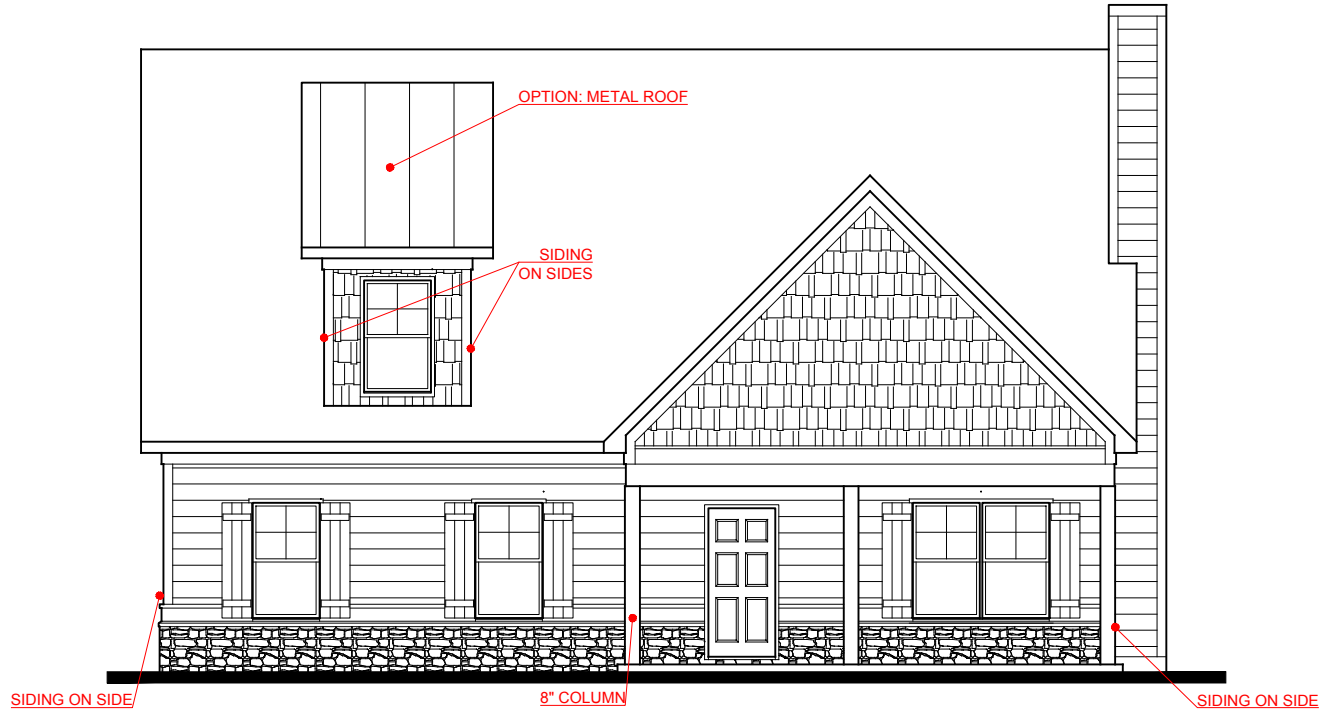 OPTION: METAL ROOF
SIDING
ON SIDES
SIDING ON SIDE
8" COLUMN
SIDING ON SIDE